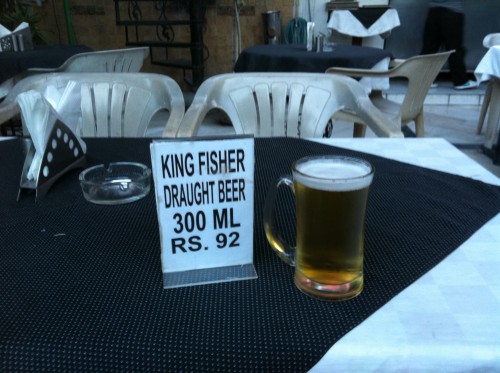 KING FISHER
DRAUGHT BEER
300 ML
RS. 92